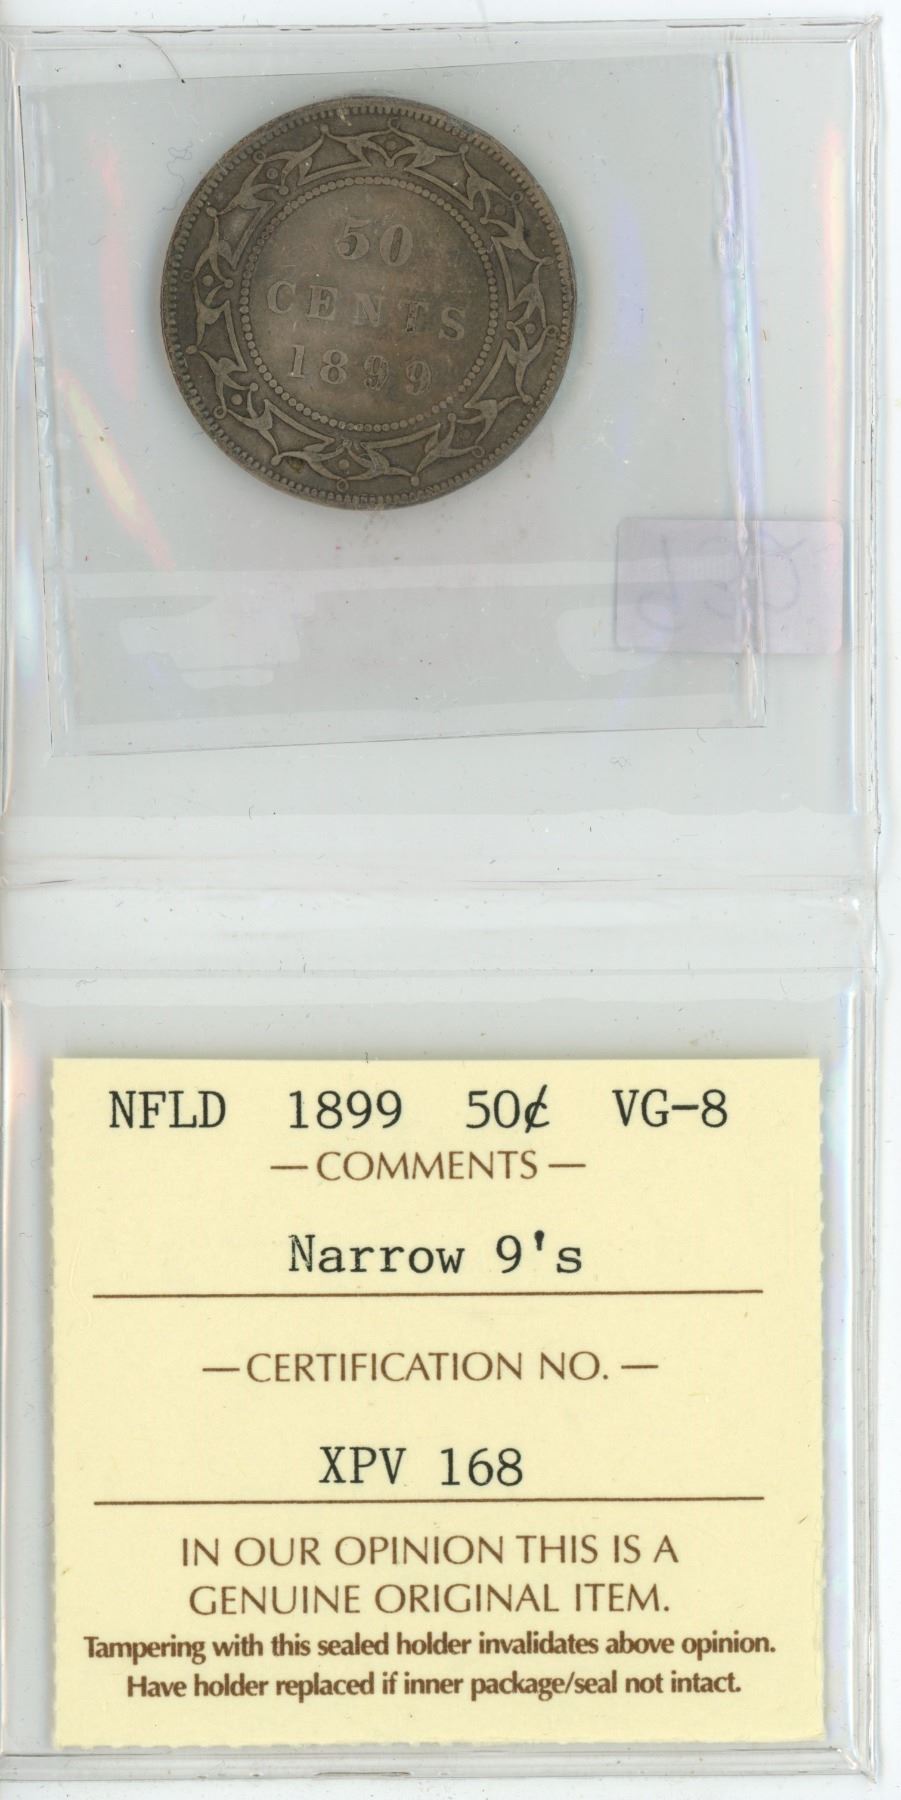 50
CENTS
1899
NFLD 1899 50¢ VG-8
— COMMENTS —
Narrow 9's
— CERTIFICATION NO. —
XPV 168
IN OUR OPINION THIS IS A
GENUINE ORIGINAL ITEM.
Tampering with this sealed holder invalidates above opinion.
Have holder replaced if inner package/seal not intact.